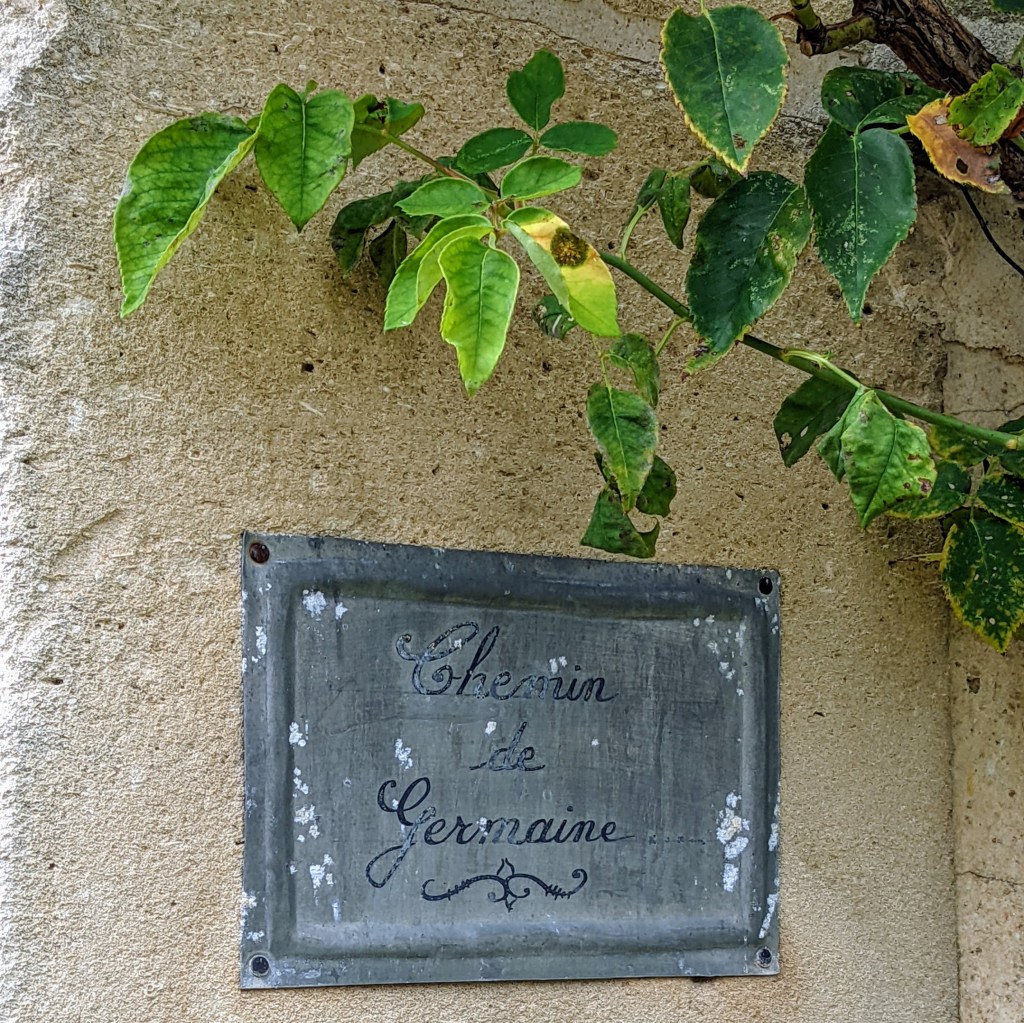 Chemin
de
Germaine .....